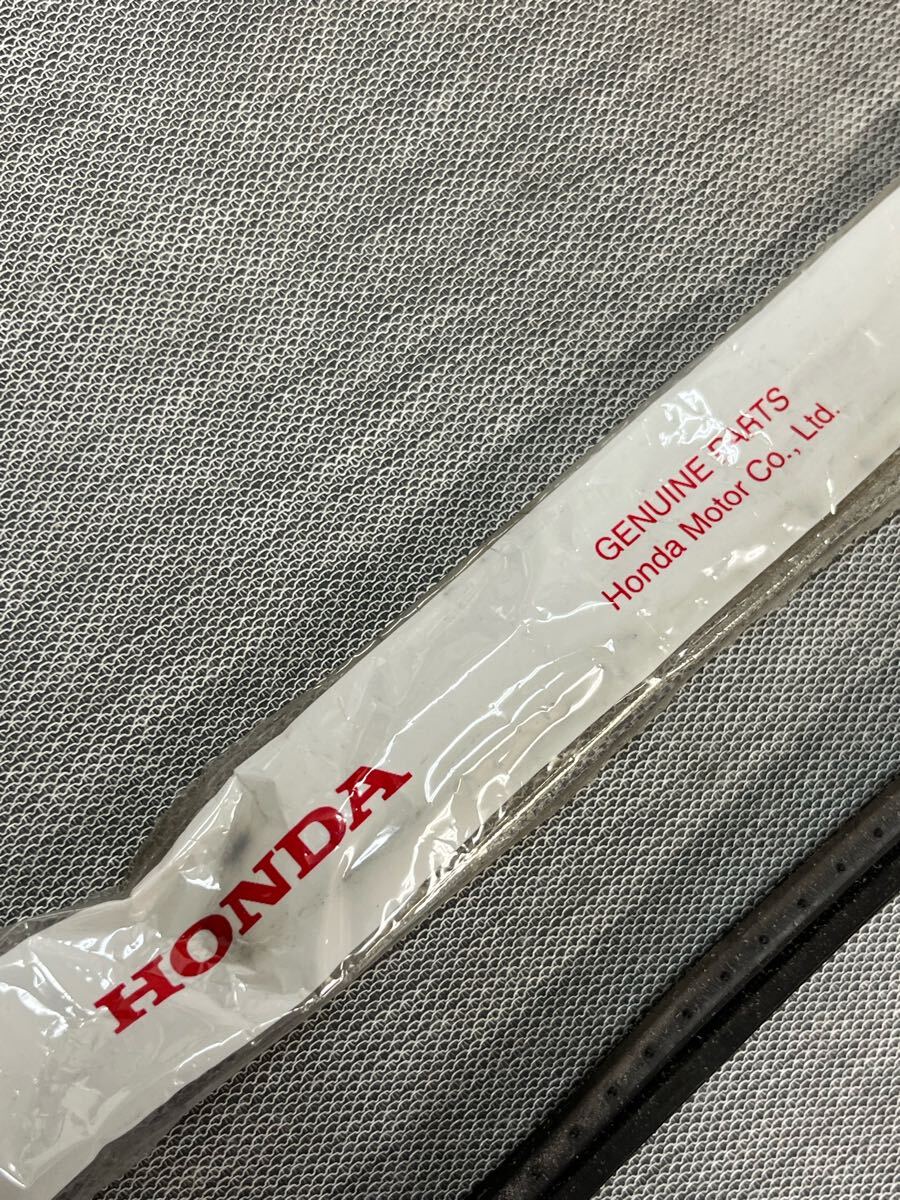 GENUINE PARTS
Honda Motor Co., Ltd.
HONDA